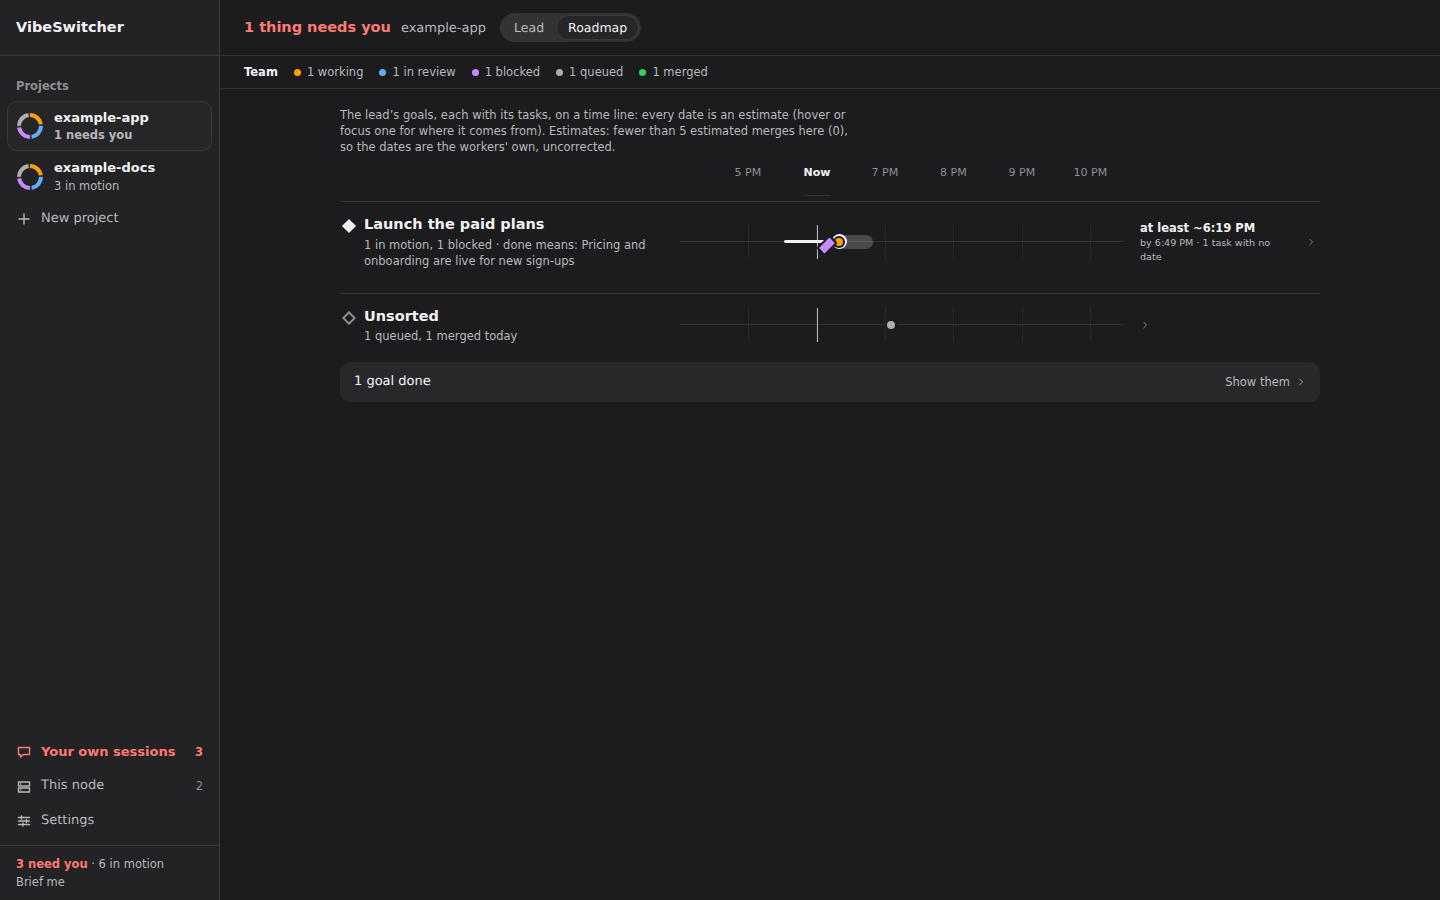 VibeSwitcher
1 thing needs you example-app Lead Roadmap
Team 1 working 1 in review 1 blocked 1 queued 1 merged
Projects
example-app
1 needs you
example-docs
3 in motion
New project
The lead’s goals, each with its tasks, on a time line: every date is an estimate (hover or
focus one for where it comes from). Estimates: fewer than 5 estimated merges here (0),
so the dates are the workers' own, uncorrected.
5 PM Now 7 PM 8 PM 9 PM 10 PM
Launch the paid plans
1 in motion, 1 blocked · done means: Pricing and
onboarding are live for new sign-ups
at least ~6:19 PM
by 6:49 PM · 1 task with no
date
Unsorted
1 queued, 1 merged today
1 goal done Show them
Your own sessions 3
This node 2
Settings
3 need you · 6 in motion
Brief me